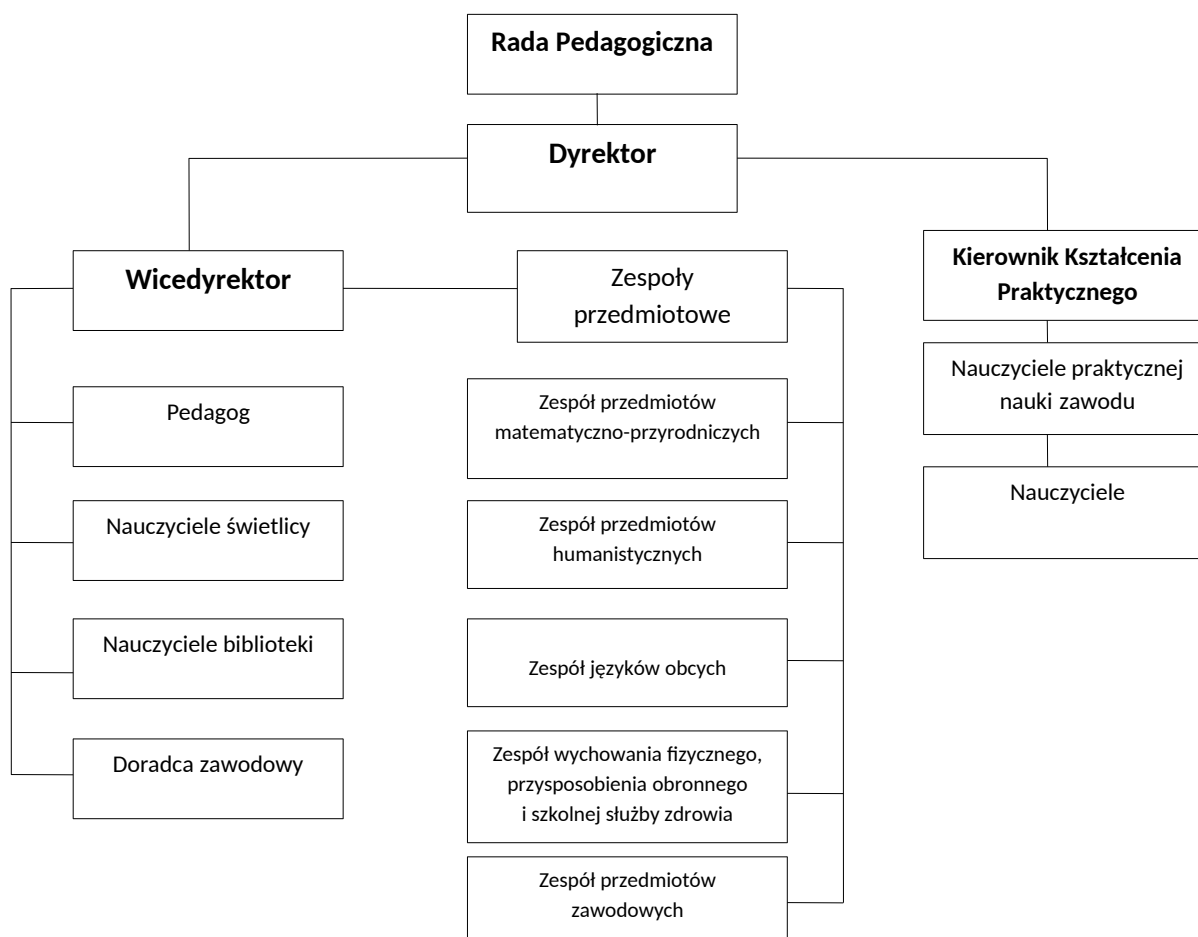 Rada Pedagogiczna
Dyrektor
Wicedyrektor
Zespoły
przedmiotowe
Kierownik Kształcenia
Praktycznego
Pedagog
Nauczyciele świetlicy
Nauczyciele biblioteki
Doradca zawodowy
Zespół przedmiotów
matematyczno-przyrodniczych
Zespół przedmiotów
humanistycznych
Zespół języków obcych
Zespół wychowania fizycznego,
przysposobienia obronnego
i szkolnej służby zdrowia
Zespół przedmiotów
zawodowych
Nauczyciele praktycznej
nauki zawodu
Nauczyciele